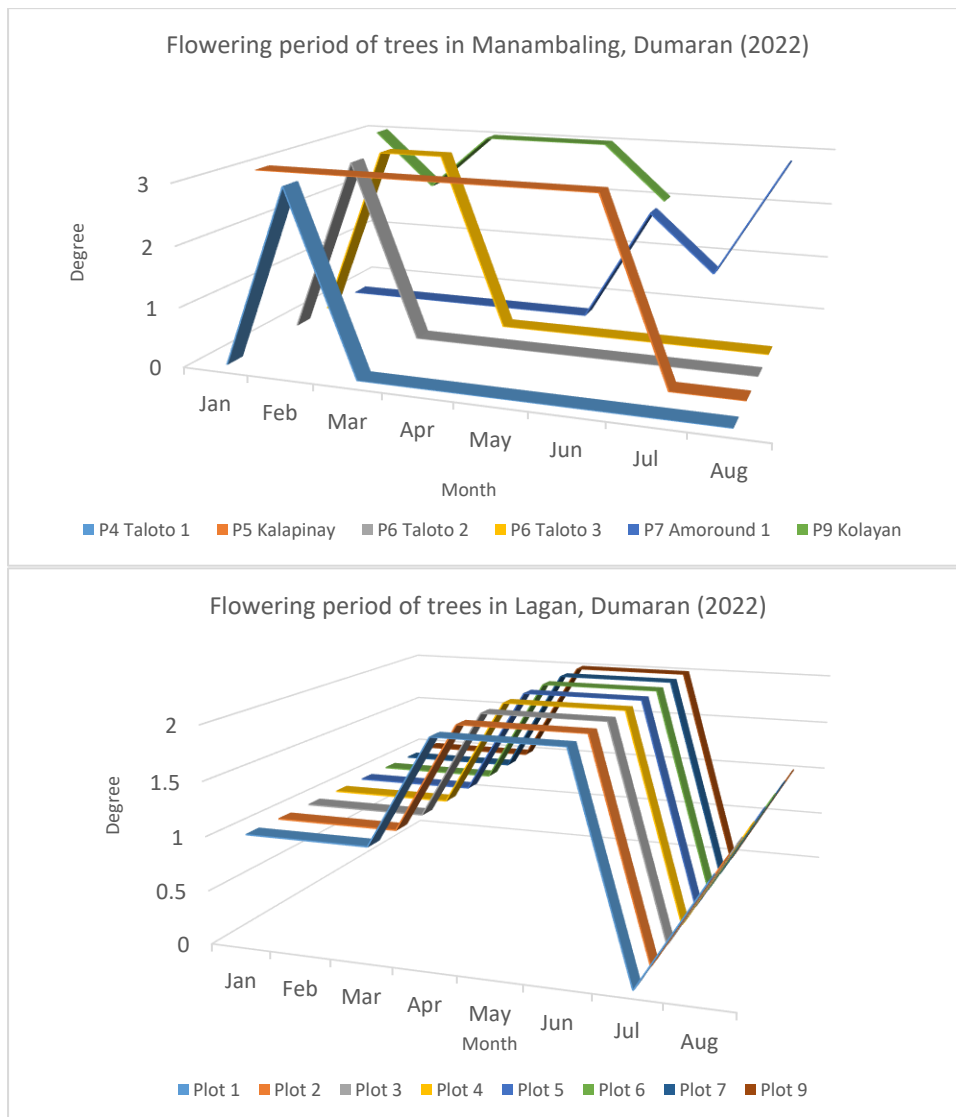 Flowering period of trees in Manambaling, Dumaran (2022)
3
2
1
0
Degree
Jan Feb Mar Apr May Jun Jul Aug
Month
P4 Taloto 1 P5 Kalapinay P6 Taloto 2 P6 Taloto 3 P7 Amoround 1 P9 Kolayan
Flowering period of trees in Lagan, Dumaran (2022)
2
1.5
1
0.5
0
Degree
Jan Feb Mar Apr May Jun Jul Aug
Month
Plot 1 Plot 2 Plot 3 Plot 4 Plot 5 Plot 6 Plot 7 Plot 9